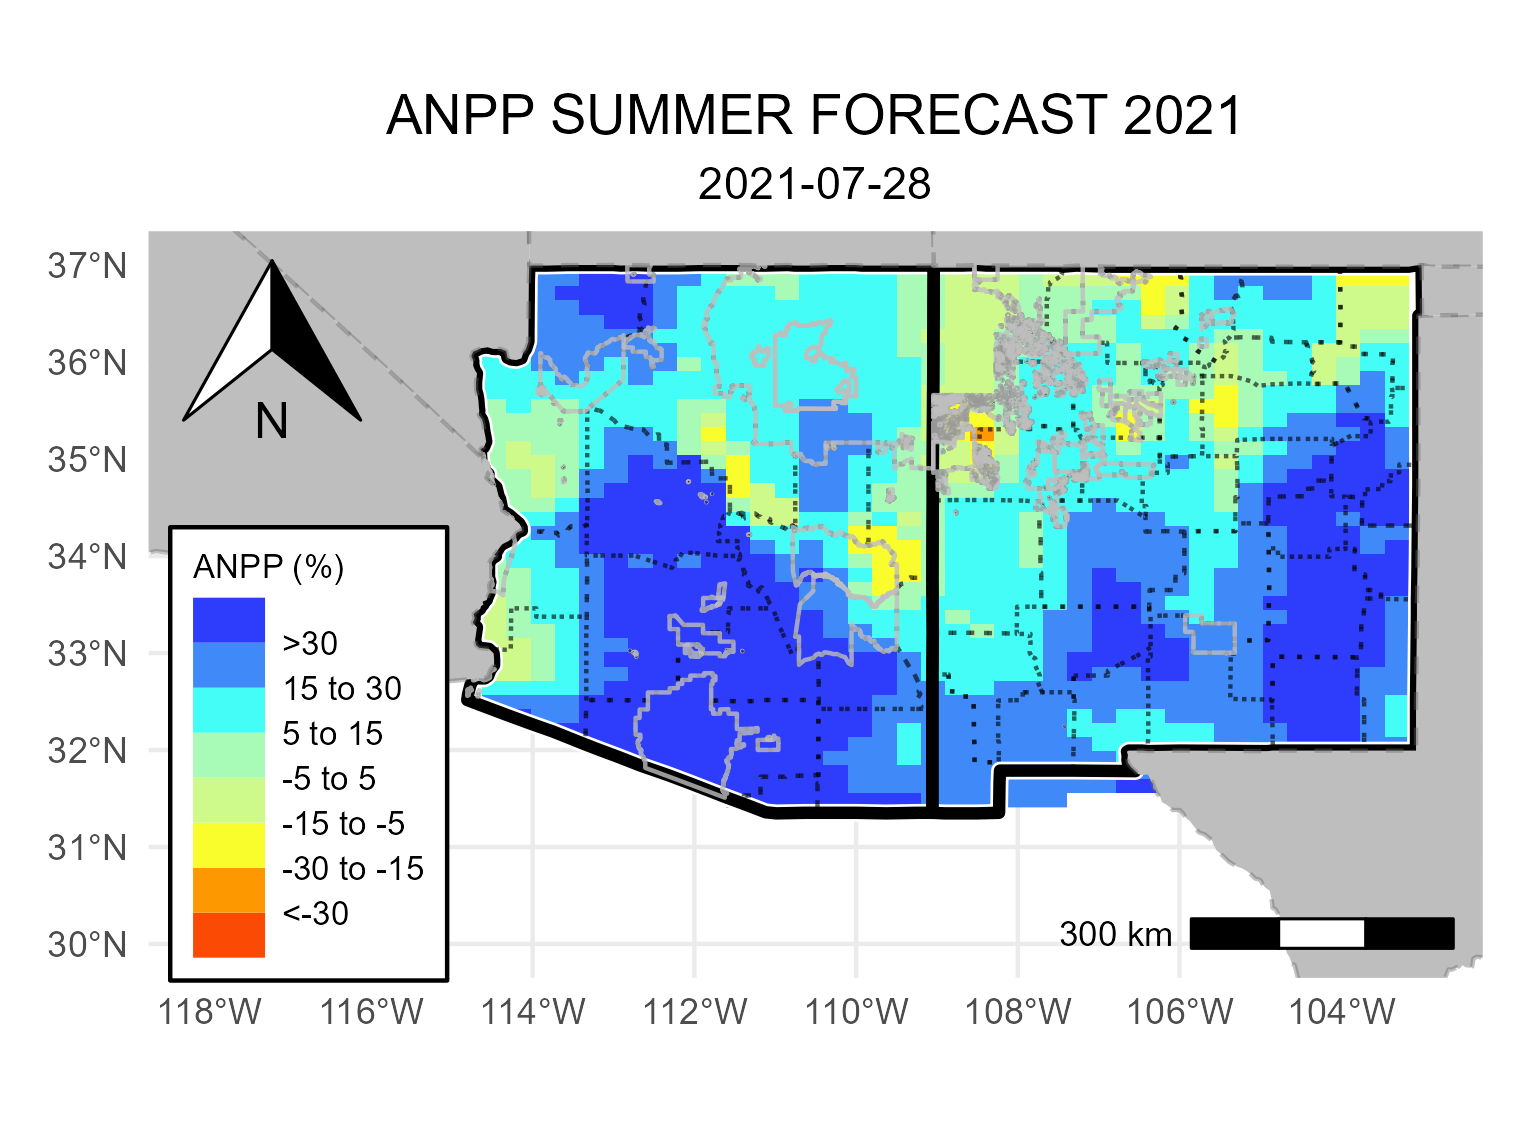 ANPP SUMMER FORECAST 2021
2021-07-28
37°N
36°N
35°N
34°N
33°N
32°N
31°N
30°N
N
ANPP (%)
>30
15 to 30
5 to 15
-5 to 5
-15 to -5
-30 to -15
<-30
300 km
118°W 116°W 114°W 112°W 110°W 108°W 106°W 104°W